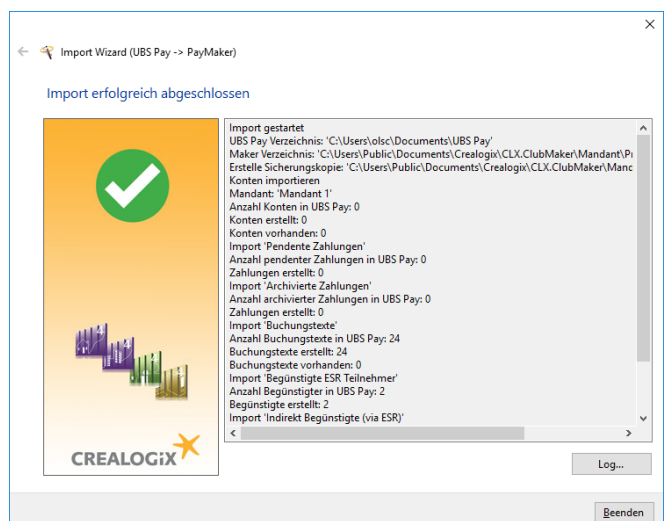 Import Wizard (UBS Pay -> PayMaker)
Import erfolgreich abgeschlossen
Import gestartet
UBS Pay Verzeichnis: 'C:\Users\olsc\Documents\UBS Pay'
Maker Verzeichnis: 'C:\Users\Public\Documents\Crealogix\CLX.ClubMaker\Mandant\Pr
Erstelle Sicherungskopie: 'C:\Users\Public\Documents\Crealogix\CLX.ClubMaker\Mand
Konten importieren
Mandant: 'Mandant 1'
Anzahl Konten in UBS Pay: 0
Konten erstellt: 0
Konten vorhanden: 0
Import 'Pendente Zahlungen'
Anzahl pendenter Zahlungen in UBS Pay: 0
Zahlungen erstellt: 0
Import 'Archivierte Zahlungen'
Anzahl archivierter Zahlungen in UBS Pay: 0
Zahlungen erstellt: 0
Import 'Buchungstexte'
Anzahl Buchungstexte in UBS Pay: 24
Buchungstexte erstellt: 24
Buchungstexte vorhanden: 0
Import 'Begünstigte ESR Teilnehmer'
Anzahl Begünstigter in UBS Pay: 2
Begünstigte erstellt: 2
Import 'Indirekt Begünstigte (via ESR)'
CREALOGIX
Log...
Beenden